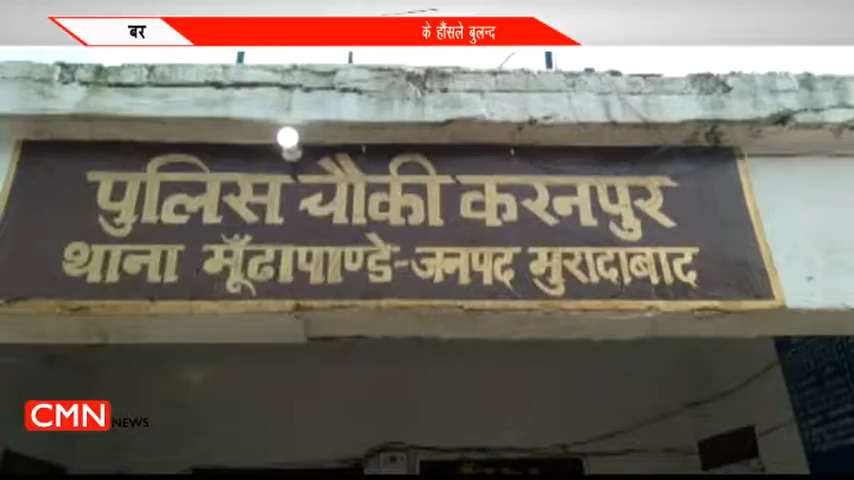 बर के हौंसले बुलन्द
पुलिस चौकी करनपुर
थाना मूँढापाण्डे-जनपद मुरादाबाद
CMN NEWS